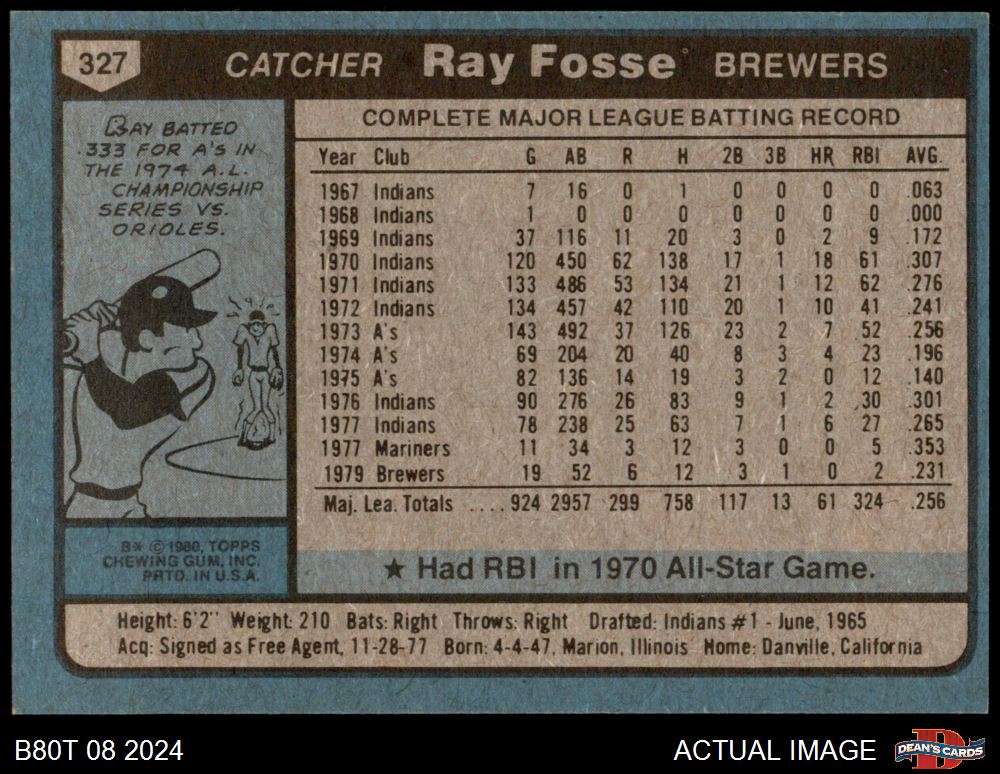 327 CATCHER Ray Fosse BREWERS
RAY BATTED
.333 FOR A'S IN
THE 1974 A.L.
CHAMPIONSHIP
SERIES VS.
ORIOLES.
COMPLETE MAJOR LEAGUE BATTING RECORD
Year Club G AB R H 2B 3B HR RBI AVG.
1967 Indians 7 16 0 1 0 0 0 0 .063
1968 Indians 1 0 0 0 0 0 0 0 .000
1969 Indians 37 116 11 20 3 0 2 9 .172
1970 Indians 120 450 62 138 17 1 18 61 .307
1971 Indians 133 486 53 134 21 1 12 62 .276
1972 Indians 134 457 42 110 20 1 10 41 .241
1973 A's 143 492 37 126 23 2 7 52 .256
1974 A's 69 204 20 40 8 3 4 23 .196
1975 A's 82 136 14 19 3 2 0 12 .140
1976 Indians 90 276 26 83 9 1 2 30 .301
1977 Indians 78 238 25 63 7 1 6 27 .265
1977 Mariners 11 34 3 12 3 0 0 5 .353
1979 Brewers 19 52 6 12 3 1 0 2 .231
Maj. Lea. Totals ....924 2957 299 758 117 13 61 324 .256
B* © 1980, TOPPS
CHEWING GUM, INC.
PRTD. IN U.S.A.
★ Had RBI in 1970 All-Star Game.
Height: 6'2" Weight: 210 Bats: Right Throws: Right Drafted: Indians #1 - June, 1965
Acq: Signed as Free Agent, 11-28-77 Born: 4-4-47, Marion, Illinois Home: Danville, California
B80T 08 2024
ACTUAL IMAGE
DEAN'S CARDS